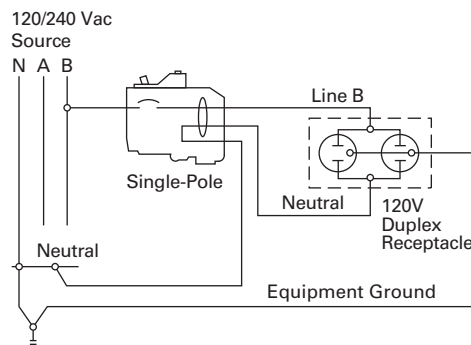 120/240 Vac
Source
N A B
Line B
Single-Pole
Neutral
120V
Duplex
Receptacle
Neutral
Equipment Ground